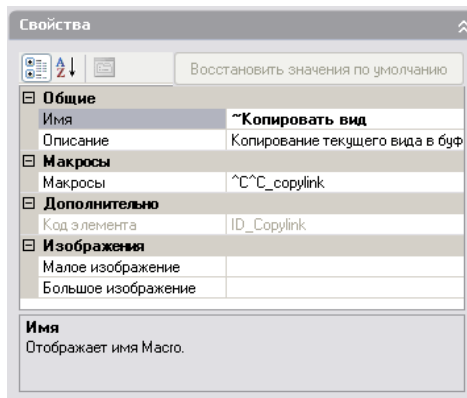 Свойства
Восстановить значения по умолчанию
Общие
Имя ~Копировать вид
Описание Копирование текущего вида в буф
Макросы
Макросы ^C^C_copylink
Дополнительно
Код элемента ID_Copylink
Изображения
Малое изображение
Большое изображение
Имя
Отображает имя Macro.